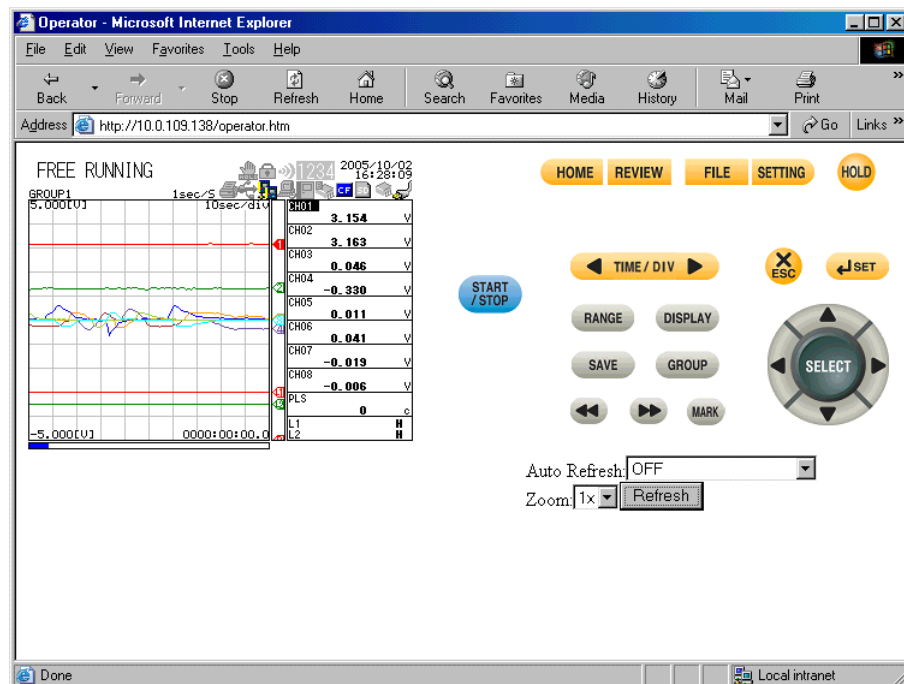 Operator - Microsoft Internet Explorer
File Edit View Favorites Tools Help
Back Forward Stop Refresh Home Search Favorites Media History Mail Print »
Address http://10.0.109.138/operator.htm Go Links »
FREE RUNNING 1234 2005/10/02
16:28:09
GROUP1 1sec/S CF SD
5.000[V] 10sec/div
CH01
3.154 V
CH02
3.163 V
CH03
0.046 V
CH04
-0.330 V
CH05
0.011 V
CH06
0.041 V
CH07
-0.019 V
CH08
-0.006 V
PLS
0 c
L1 H
L2 H
-5.000[V] 0000:00:00.0
HOME REVIEW FILE SETTING HOLD
TIME / DIV ESC SET
START
/ STOP
RANGE DISPLAY
SAVE GROUP SELECT
MARK
Auto Refresh: OFF
Zoom: 1x Refresh
Done Local intranet